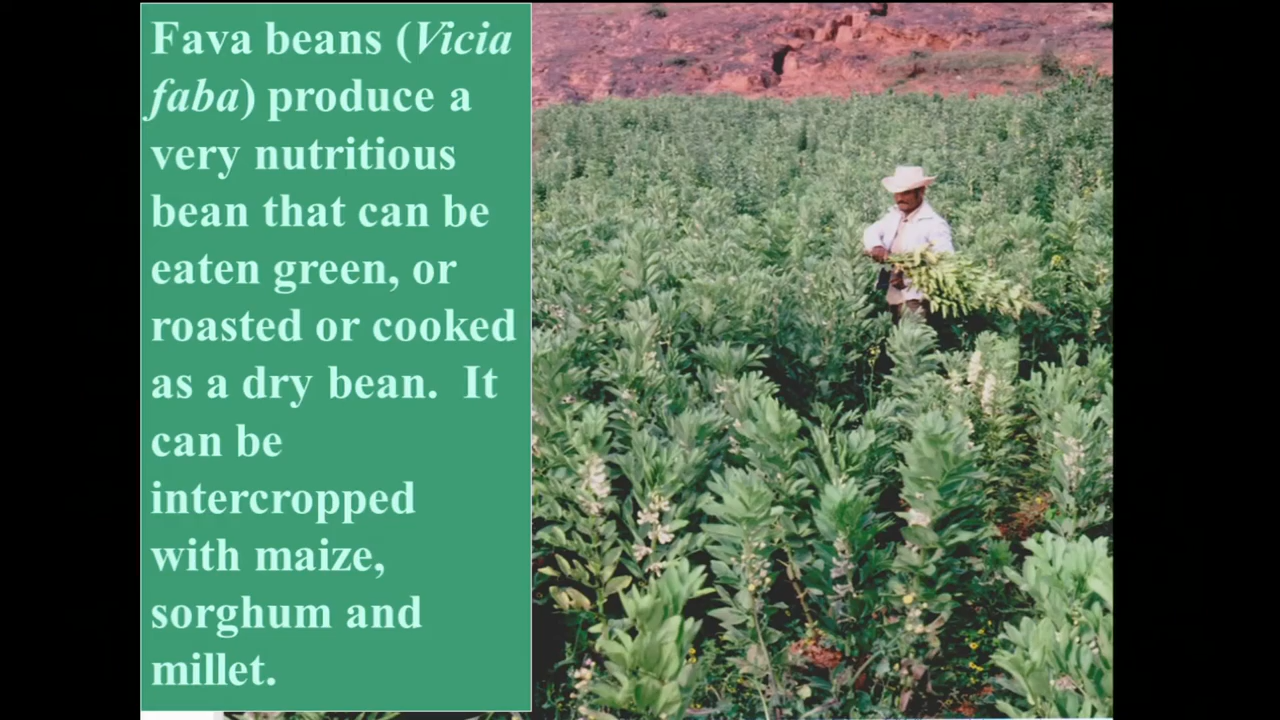 Fava beans (Vicia
faba) produce a
very nutritious
bean that can be
eaten green, or
roasted or cooked
as a dry bean.  It
can be
intercropped
with maize,
sorghum and
millet.